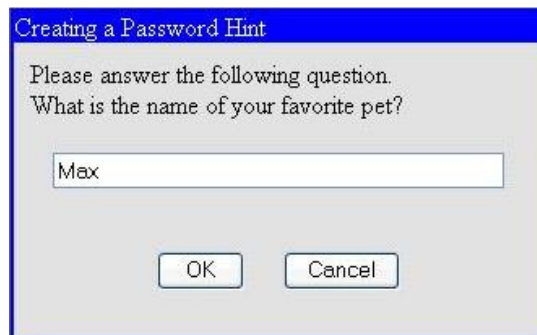 Creating a Password Hint
Please answer the following question.
What is the name of your favorite pet?
Max
OK Cancel